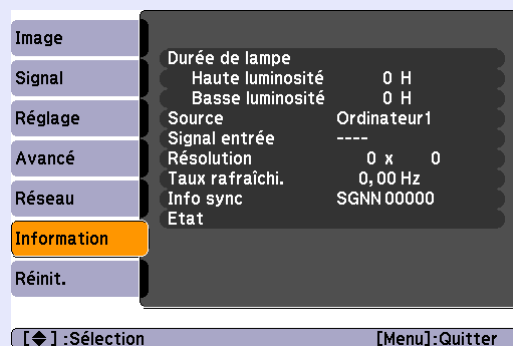 Image
Signal
Réglage
Avancé
Réseau
Information
Réinit.
Durée de lampe
Haute luminosité 0 H
Basse luminosité 0 H
Source Ordinateur1
Signal entrée ----
Résolution 0 x 0
Taux rafraîchi. 0,00 Hz
Info sync SGNN 00000
Etat
[◆] :Sélection [Menu]:Quitter